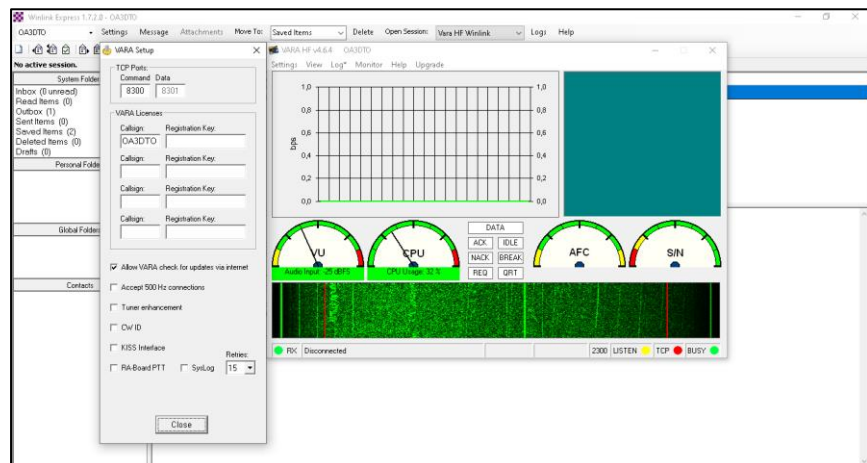 Winlink Express 1.7.2.0 - OA3DTO
OA3DTO Settings Message Attachments Move To: Saved Items Delete Open Session: Vara HF Winlink Logs Help
No active session.
System Folde
Inbox (0 unread)
Read Items (0)
Outbox (1)
Sent Items (0)
Saved Items (2)
Deleted Items (0)
Drafts (0)
Personal Folde
Global Folders
Contacts
VARA Setup
TCP Ports:
Command Data
8300 8301
VARA Licenses
Callsign: Registration Key:
OA3DTO
Callsign: Registration Key:
Callsign: Registration Key:
Callsign: Registration Key:
Allow VARA check for updates via internet
Accept 500 Hz connections
Tuner enhancement
CW ID
KISS Interface
Retries:
RA-Board PTT SysLog 15
Close
VARA HF v4.6.4 OA3DTO
Settings View Log* Monitor Help Upgrade
1,0 1,0
0,8 0,8
0,6 0,6
bps
0,4 0,4
0,2 0,2
0,0 0,0
VU CPU AFC S/N
Audio Input: -25 dBFS CPU Usage: 32 %
DATA
ACK IDLE
NACK BREAK
REQ QRT
RX Disconnected 2300 LISTEN TCP BUSY